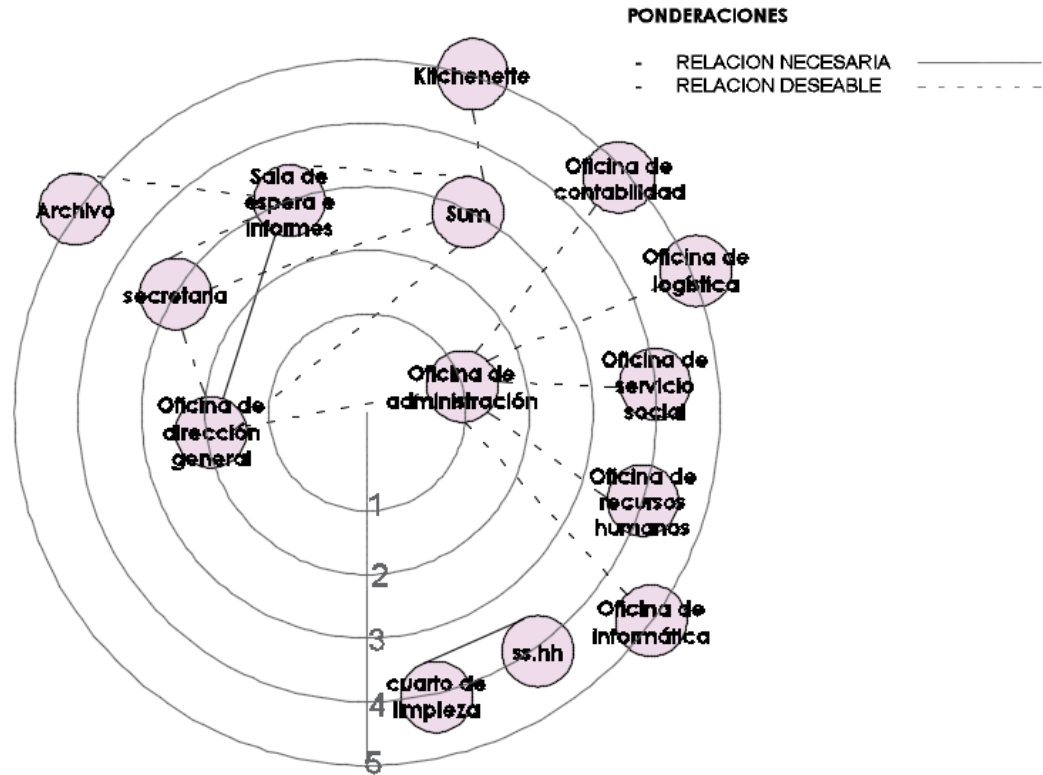 PONDERACIONES
- RELACION NECESARIA
- RELACION DESEABLE
Kitchenette
Oficina de
contabilidad
Sala de
espera e
informes
Archivo
Sum
Oficina de
logística
secretaria
Oficina de
administración
Oficina de
servicio
social
Oficina de
dirección
general
Oficina de
recursos
humanos
1
2
3
4
5
Oficina de
informática
ss.hh
cuarto de
limpieza